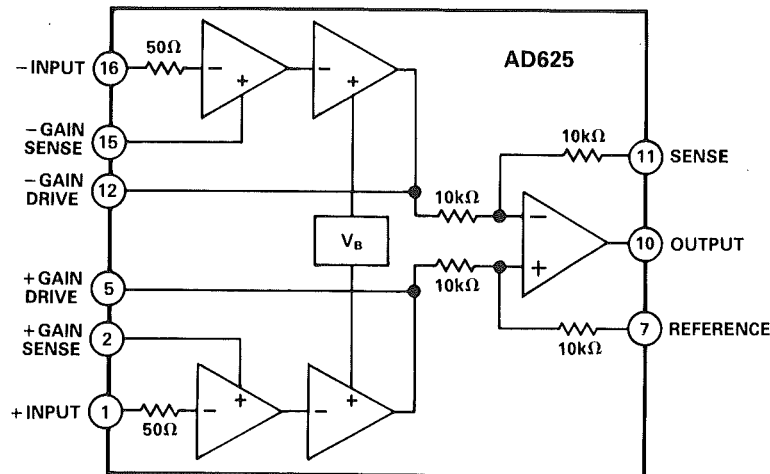 AD625
50Ω
–INPUT 16
– +
– +
–GAIN
SENSE 15
–GAIN
DRIVE 12
10kΩ
11 SENSE
10kΩ
–
+
10 OUTPUT
VB
+GAIN
DRIVE 5
10kΩ
+GAIN
SENSE 2
7 REFERENCE
10kΩ
+INPUT 1
50Ω
– +
– +